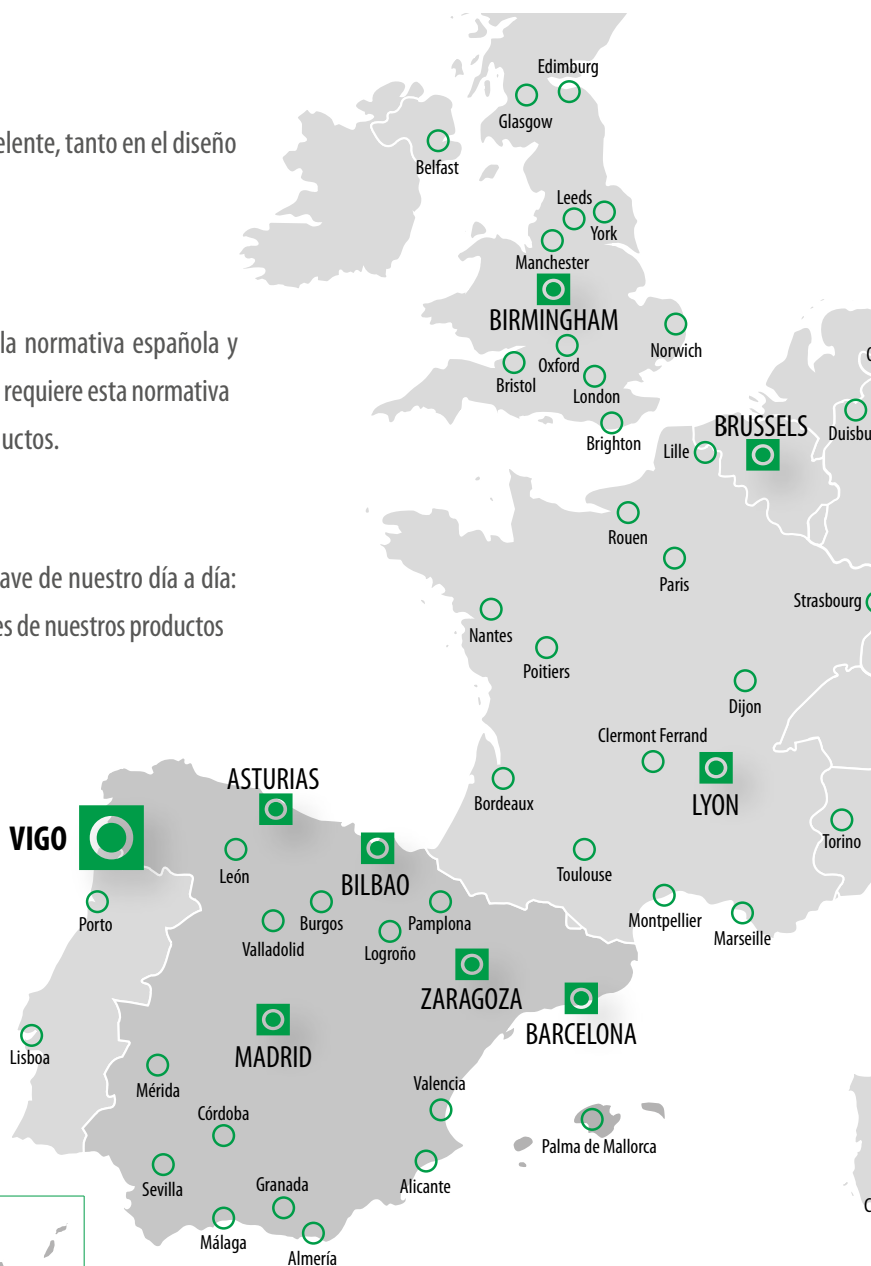 elente, tanto en el diseño
la normativa española y
requiere esta normativa
uctos.
ave de nuestro día a día:
es de nuestros productos
Edimburg
Glasgow
Belfast
Leeds
York
Manchester
BIRMINGHAM
Norwich
Oxford
Bristol
London
Brighton
BRUSSELS
Duisbu
Lille
Rouen
Paris
Strasbourg
Nantes
Poitiers
Dijon
Clermont Ferrand
LYON
Bordeaux
Torino
Toulouse
Montpellier
Marseille
ASTURIAS
VIGO
León
BILBAO
Porto
Burgos
Pamplona
Valladolid
Logroño
ZARAGOZA
BARCELONA
MADRID
Lisboa
Mérida
Valencia
Córdoba
Palma de Mallorca
Sevilla
Granada
Alicante
Málaga
Almería